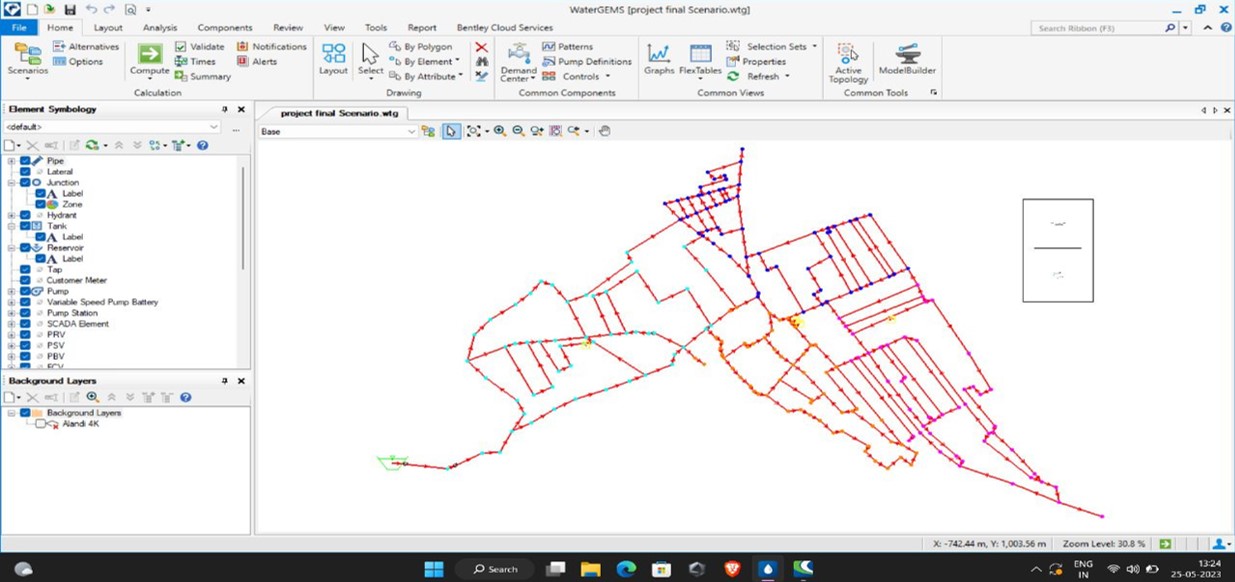 WaterGEMS [project final Scenario.wtg]
File Home Layout Analysis Components Review View Tools Report Bentley Cloud Services Search Ribbon (F3)
Scenarios
Alternatives
Options
Compute
Validate
Times
Summary
Notifications
Alerts
Calculation
Layout
Select
By Polygon
By Element
By Attribute
Drawing
Demand Center
Patterns
Pump Definitions
Controls
Common Components
Graphs
FlexTables
Selection Sets
Properties
Refresh
Common Views
Active Topology
ModelBuilder
Common Tools
Element Symbology
<default>
Pipe
Lateral
Junction
Label
Zone
Hydrant
Tank
Label
Reservoir
Label
Tap
Customer Meter
Pump
Variable Speed Pump Battery
Pump Station
SCADA Element
PRV
PSV
PBV
FCV
Background Layers
Background Layers
Alandi 4K
project final Scenario.wtg
Base
X: -742.44 m, Y: 1,003.56 m Zoom Level: 30.8 %
Search
ENG
IN
13:24
25-05-2023